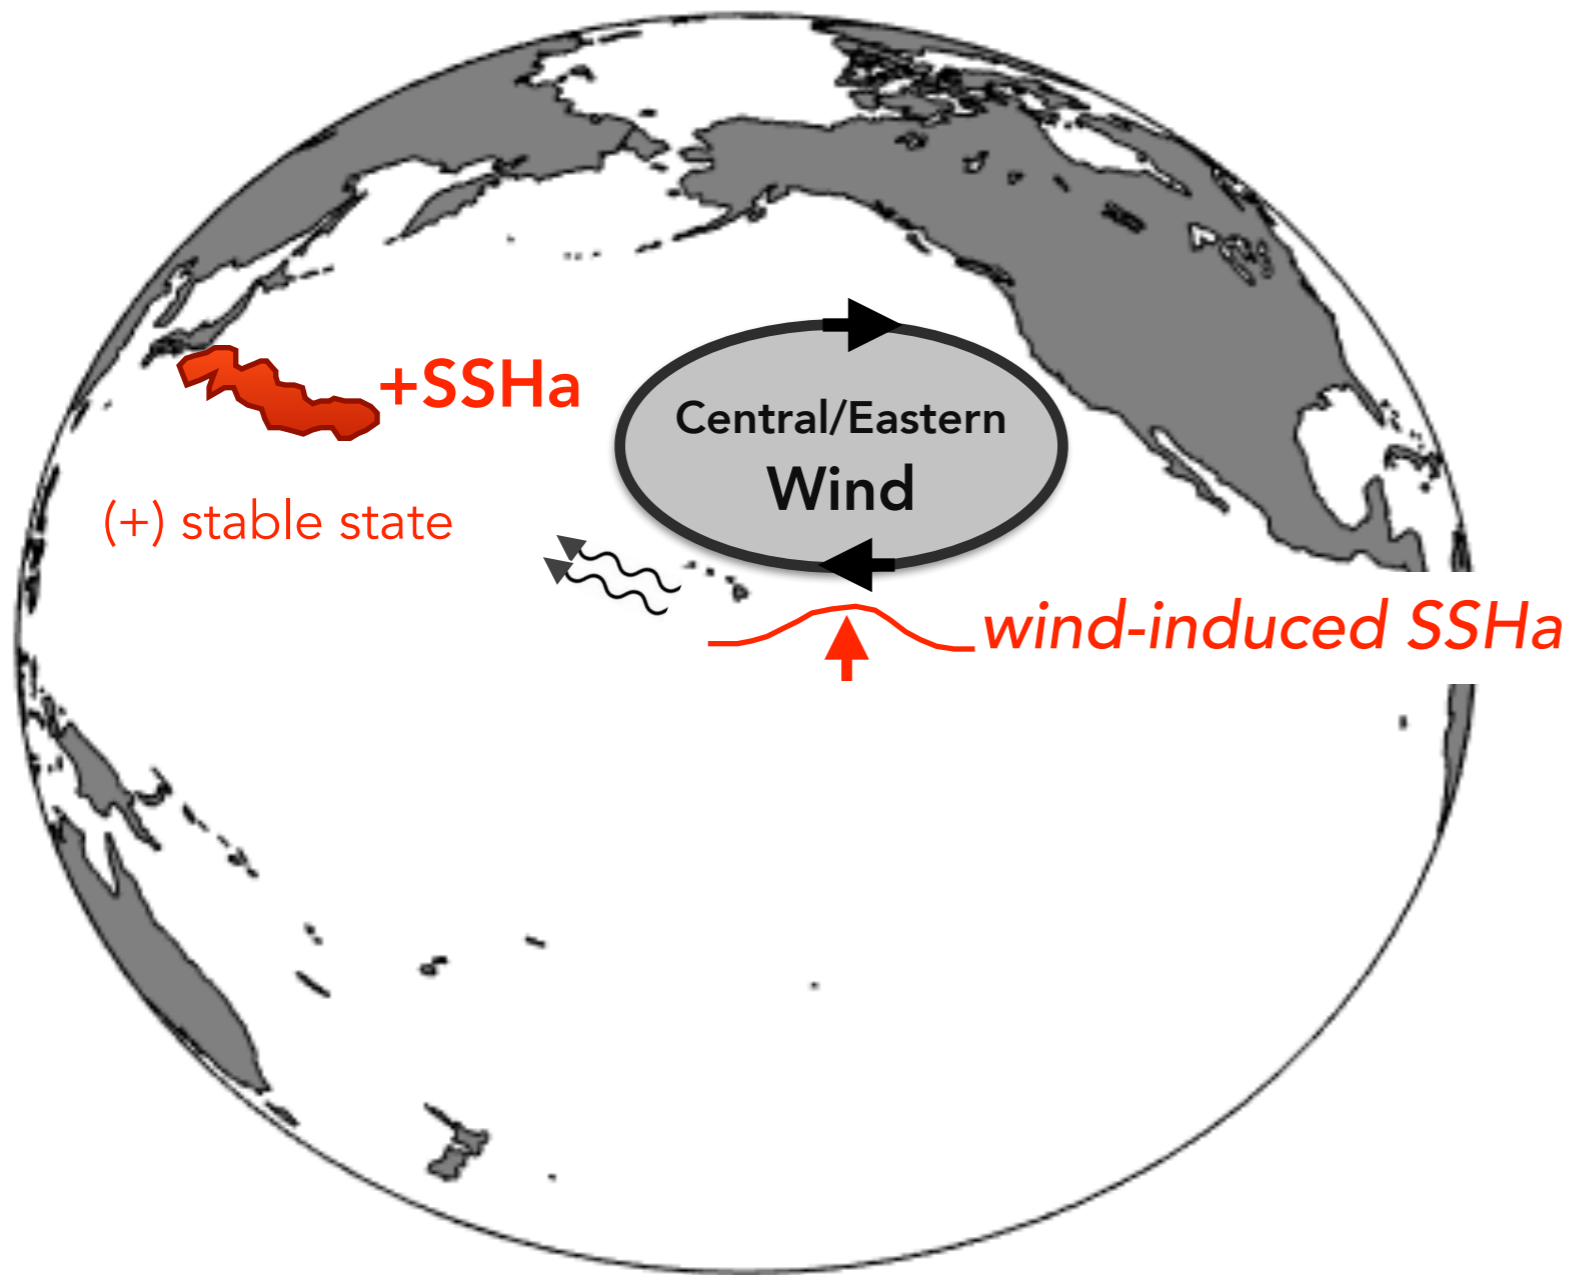 +SSHa
Central/Eastern
Wind
(+) stable state
wind-induced SSHa